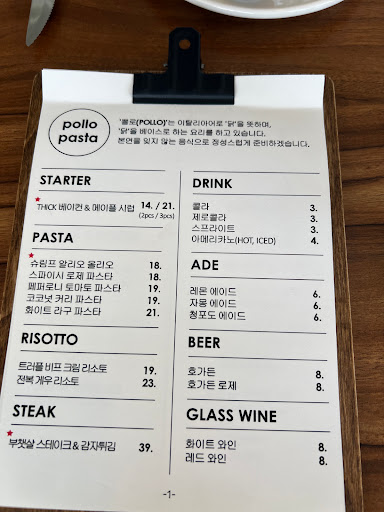 pollo
pasta
'뽈로(POLLO)'는 이탈리아어로 '닭'을 뜻하며,
'닭'을 베이스로 하는 요리를 하고 있습니다.
본연을 잊지 않는 음식으로 정성스럽게 준비하겠습니다.
STARTER
THICK 베이컨 & 메이플 시럽 14. / 21.
(2pcs / 3pcs)
PASTA
슈림프 알리오 올리오 18.
스파이시 로제 파스타 18.
페퍼로니 토마토 파스타 19.
코코넛 커리 파스타 19.
화이트 라구 파스타 21.
RISOTTO
트러플 비프 크림 리소토 19.
전복 게우 리소토 23.
STEAK
부챗살 스테이크 & 감자튀김 39.
DRINK
콜라 3.
제로콜라 3.
스프라이트 3.
아메리카노(HOT, ICED) 4.
ADE
레몬 에이드 6.
자몽 에이드 6.
청포도 에이드 6.
BEER
호가든 8.
호가든 로제 8.
GLASS WINE
화이트 와인 8.
레드 와인 8.
-1-